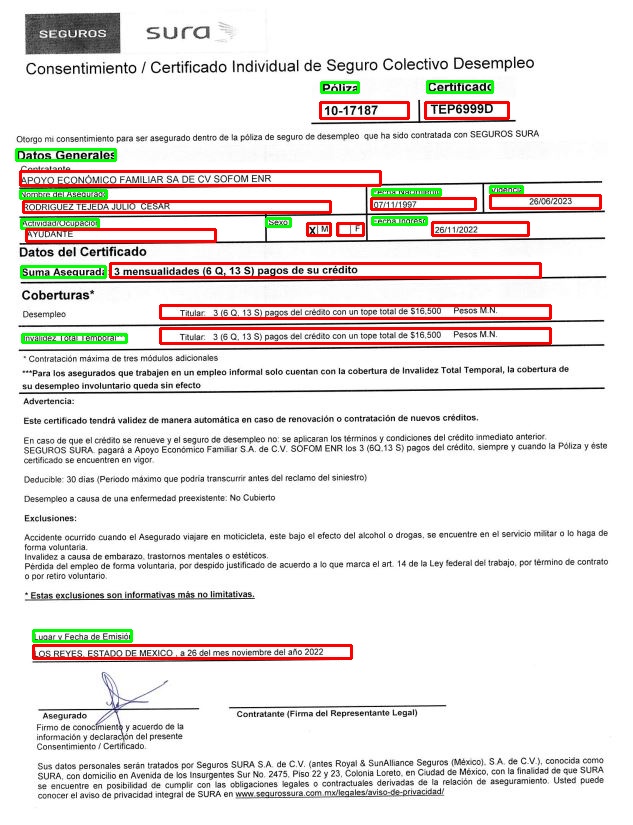 SEGUROS sura
Consentimiento / Certificado Individual de Seguro Colectivo Desempleo
Póliza Certificado
10-17187 TEP6999D
Otorgo mi consentimiento para ser asegurado dentro de la póliza de seguro de desempleo que ha sido contratada con SEGUROS SURA
Datos Generales
Contratante
APOYO ECONÓMICO FAMILIAR SA DE CV SOFOM ENR
Nombre del Asegurado Fecha Nacimiento Vigencia
RODRIGUEZ TEJEDA JULIO CESAR 07/11/1997 26/06/2023
Actividad/Ocupación Sexo X M F Fecha Ingreso
AYUDANTE 26/11/2022
Datos del Certificado
Suma Asegurada 3 mensualidades (6 Q, 13 S) pagos de su crédito
Coberturas*
Desempleo Titular: 3 (6 Q, 13 S) pagos del crédito con un tope total de $16,500 Pesos M.N.
Invalidez Total Temporal** Titular: 3 (6 Q, 13 S) pagos del crédito con un tope total de $16,500 Pesos M.N.
* Contratación máxima de tres módulos adicionales
***Para los asegurados que trabajen en un empleo informal solo cuentan con la cobertura de Invalidez Total Temporal, la cobertura de
su desempleo involuntario queda sin efecto
Advertencia:
Este certificado tendrá validez de manera automática en caso de renovación o contratación de nuevos créditos.
En caso de que el crédito se renueve y el seguro de desempleo no: se aplicaran los términos y condiciones del crédito inmediato anterior.
SEGUROS SURA. pagará a Apoyo Económico Familiar S.A. de C.V. SOFOM ENR los 3 (6Q,13 S) pagos del crédito, siempre y cuando la Póliza y éste
certificado se encuentren en vigor.
Deducible: 30 días (Periodo máximo que podría transcurrir antes del reclamo del siniestro)
Desempleo a causa de una enfermedad preexistente: No Cubierto
Exclusiones:
Accidente ocurrido cuando el Asegurado viajare en moticicleta, este bajo el efecto del alcohol o drogas, se encuentre en el servicio militar o lo haga de
forma voluntaria.
Invalidez a causa de embarazo, trastornos mentales o estéticos.
Pérdida del empleo de forma voluntaria, por despido justificado de acuerdo a lo que marca el art. 14 de la Ley federal del trabajo, por término de contrato
o por retiro voluntario.
* Estas exclusiones son informativas más no limitativas.
Lugar y Fecha de Emisión
LOS REYES, ESTADO DE MEXICO , a 26 del mes noviembre del año 2022
Asegurado Contratante (Firma del Representante Legal)
Firmo de conocimiento y acuerdo de la
información y declaración del presente
Consentimiento / Certificado.
Sus datos personales serán tratados por Seguros SURA S.A. de C.V. (antes Royal & SunAlliance Seguros (México), S.A. de C.V.), conocida como
SURA, con domicilio en Avenida de los Insurgentes Sur No. 2475, Piso 22 y 23, Colonia Loreto, en Ciudad de México, con la finalidad de que SURA
se encuentre en posibilidad de cumplir con las obligaciones legales o contractuales derivadas de la relación de aseguramiento. Usted puede
conocer el aviso de privacidad integral de SURA en www.segurossura.com.mx/legales/aviso-de-privacidad/